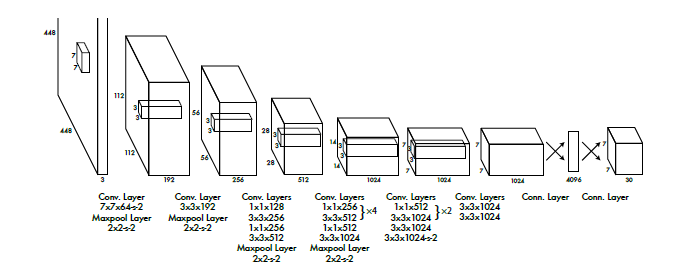 448
7
7
448
3
112
3
3
112
192
56
3
3
56
256
28
3
3
28
512
14
3
3
14
1024
7
3
3
7
1024
7
7
1024
4096
7
7
30
Conv. Layer
7x7x64-s-2
Maxpool Layer
2x2-s-2
Conv. Layer
3x3x192
Maxpool Layer
2x2-s-2
Conv. Layers
1x1x128
3x3x256
1x1x256
3x3x512
Maxpool Layer
2x2-s-2
Conv. Layers
1x1x256
3x3x512 }×4
1x1x512
3x3x1024
Maxpool Layer
2x2-s-2
Conv. Layers
1x1x512
3x3x1024 }×2
3x3x1024
3x3x1024-s-2
Conv. Layers
3x3x1024
3x3x1024
Conn. Layer
Conn. Layer